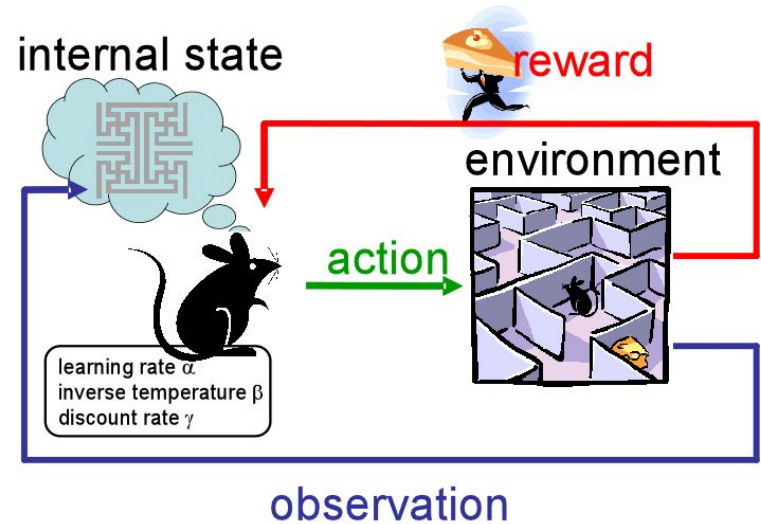 internal state
reward
environment
action
learning rate α
inverse temperature β
discount rate γ
observation